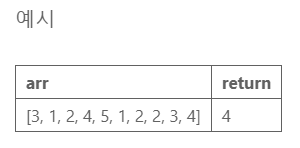 예시
arr return
[3, 1, 2, 4, 5, 1, 2, 2, 3, 4] 4